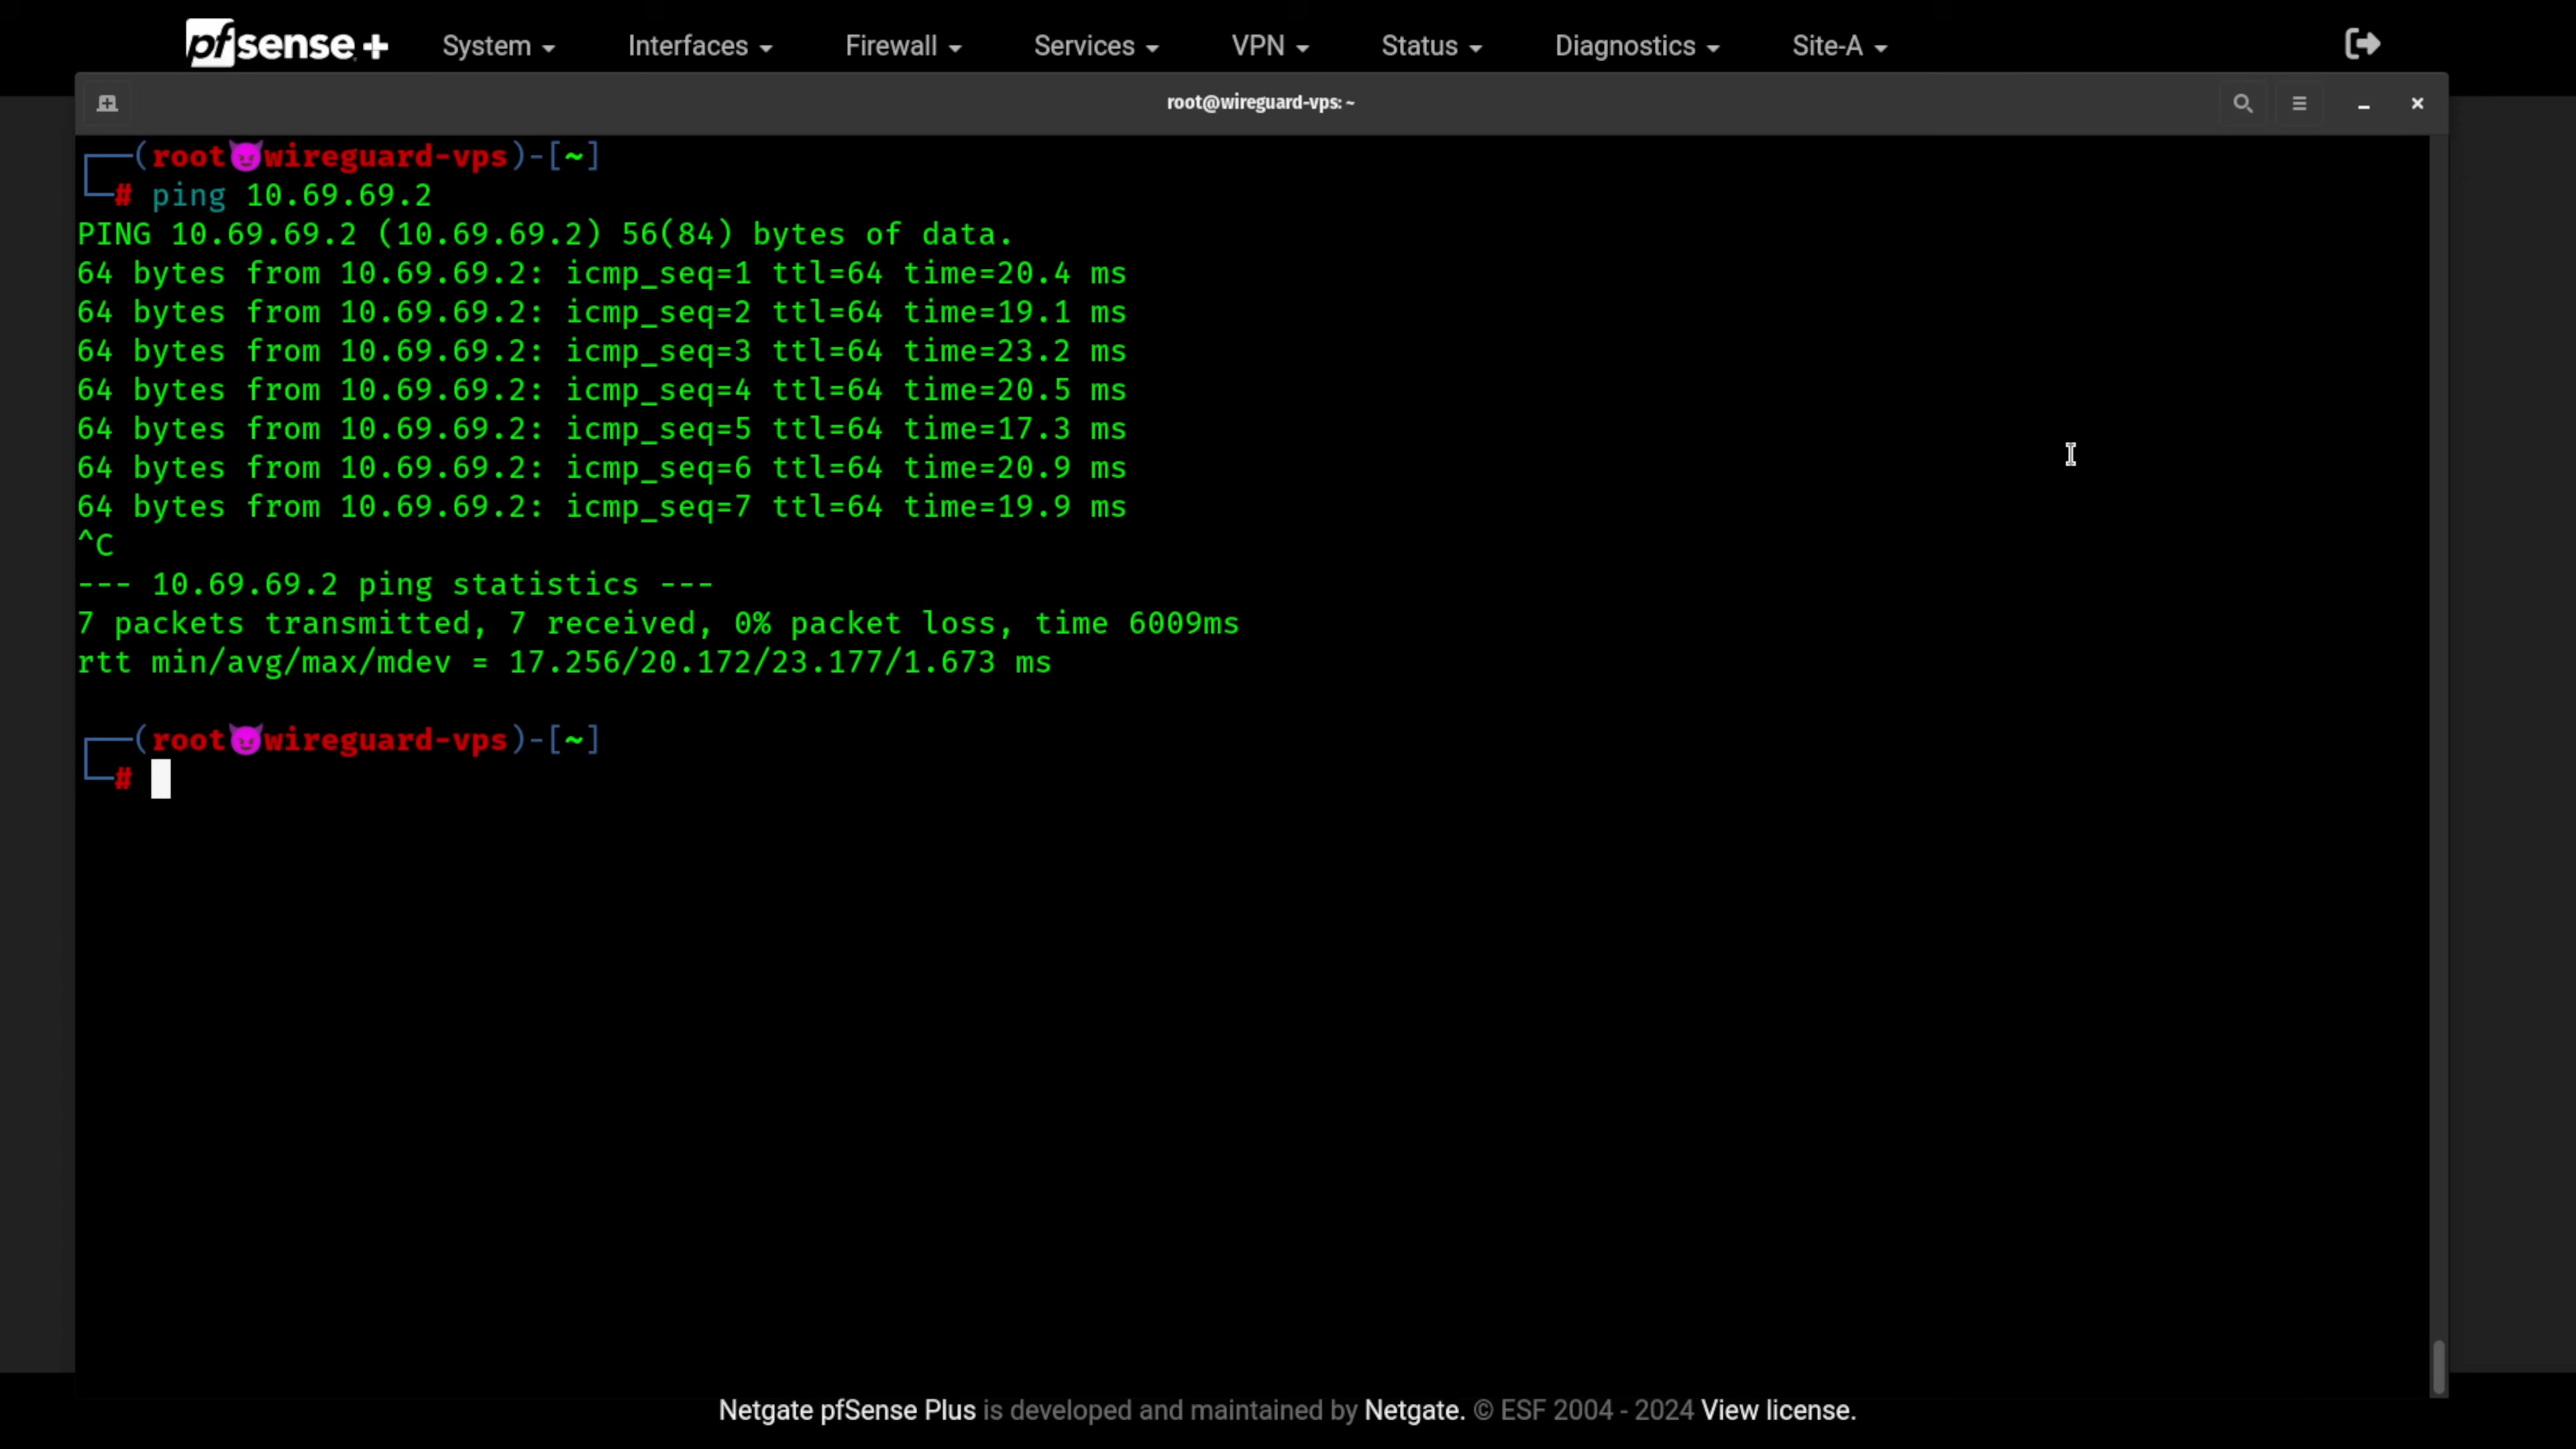 pfsense +
System Interfaces Firewall Services VPN Status Diagnostics Site-A
root@wireguard-vps: ~
┌──(root😈wireguard-vps)-[~]
└─# ping 10.69.69.2
PING 10.69.69.2 (10.69.69.2) 56(84) bytes of data.
64 bytes from 10.69.69.2: icmp_seq=1 ttl=64 time=20.4 ms
64 bytes from 10.69.69.2: icmp_seq=2 ttl=64 time=19.1 ms
64 bytes from 10.69.69.2: icmp_seq=3 ttl=64 time=23.2 ms
64 bytes from 10.69.69.2: icmp_seq=4 ttl=64 time=20.5 ms
64 bytes from 10.69.69.2: icmp_seq=5 ttl=64 time=17.3 ms
64 bytes from 10.69.69.2: icmp_seq=6 ttl=64 time=20.9 ms
64 bytes from 10.69.69.2: icmp_seq=7 ttl=64 time=19.9 ms
^C
--- 10.69.69.2 ping statistics ---
7 packets transmitted, 7 received, 0% packet loss, time 6009ms
rtt min/avg/max/mdev = 17.256/20.172/23.177/1.673 ms
┌──(root😈wireguard-vps)-[~]
└─#
Netgate pfSense Plus is developed and maintained by Netgate. © ESF 2004 - 2024 View license.